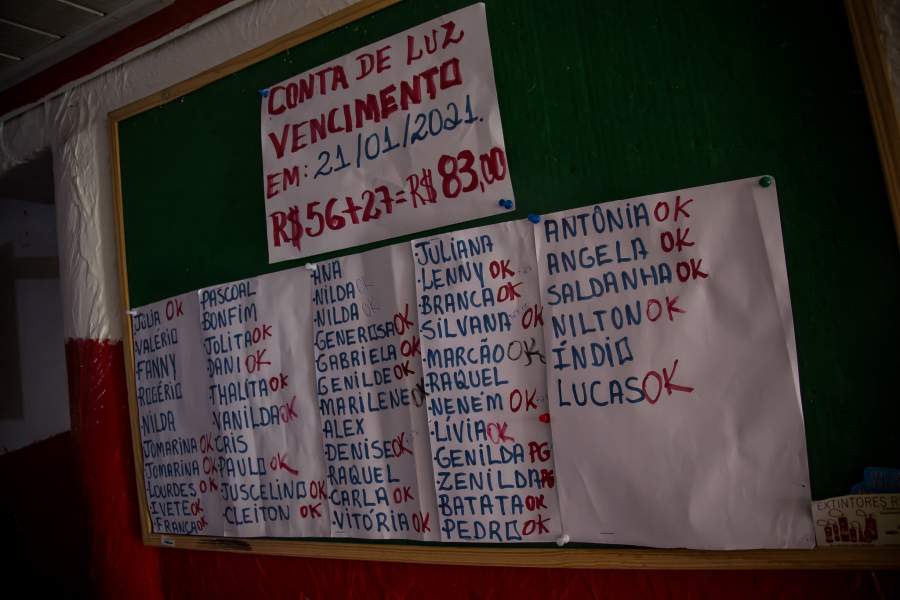 CONTA DE LUZ
VENCIMENTO
EM: 21/01/2021.
R$56+27=R$83,00
JULIA OK
VALÉRIO
FANNY
ROGÉRIO
NILDA
JOMARINA OK
JOMARINA OK
LOURDES OK
IVETE OK
FRANÇA OK
PASCOAL
BONFIM
JOLITA OK
DANI OK
THALITA OK
VANILDA OK
CRIS
PAULO OK
JUSCELINO OK
CLEITON OK
ANA
NILDA
NILDA
GENEROSA OK
GABRIELA OK
GENILDE OK
MARILENE OK
ALEX
DENISE OK
RAQUEL
CARLA OK
VITÓRIA OK
JULIANA
LENNY OK
BRANCA OK
SILVANA OK
MARCÃO OK
RAQUEL
NENÉM OK
LÍVIA OK
GENILDA PG
ZENILDA PG
BATATA OK
PEDRO OK
ANTÔNIA OK
ANGELA OK
SALDANHA OK
NILTON OK
ÍNDIO
LUCAS OK
EXTINTORES